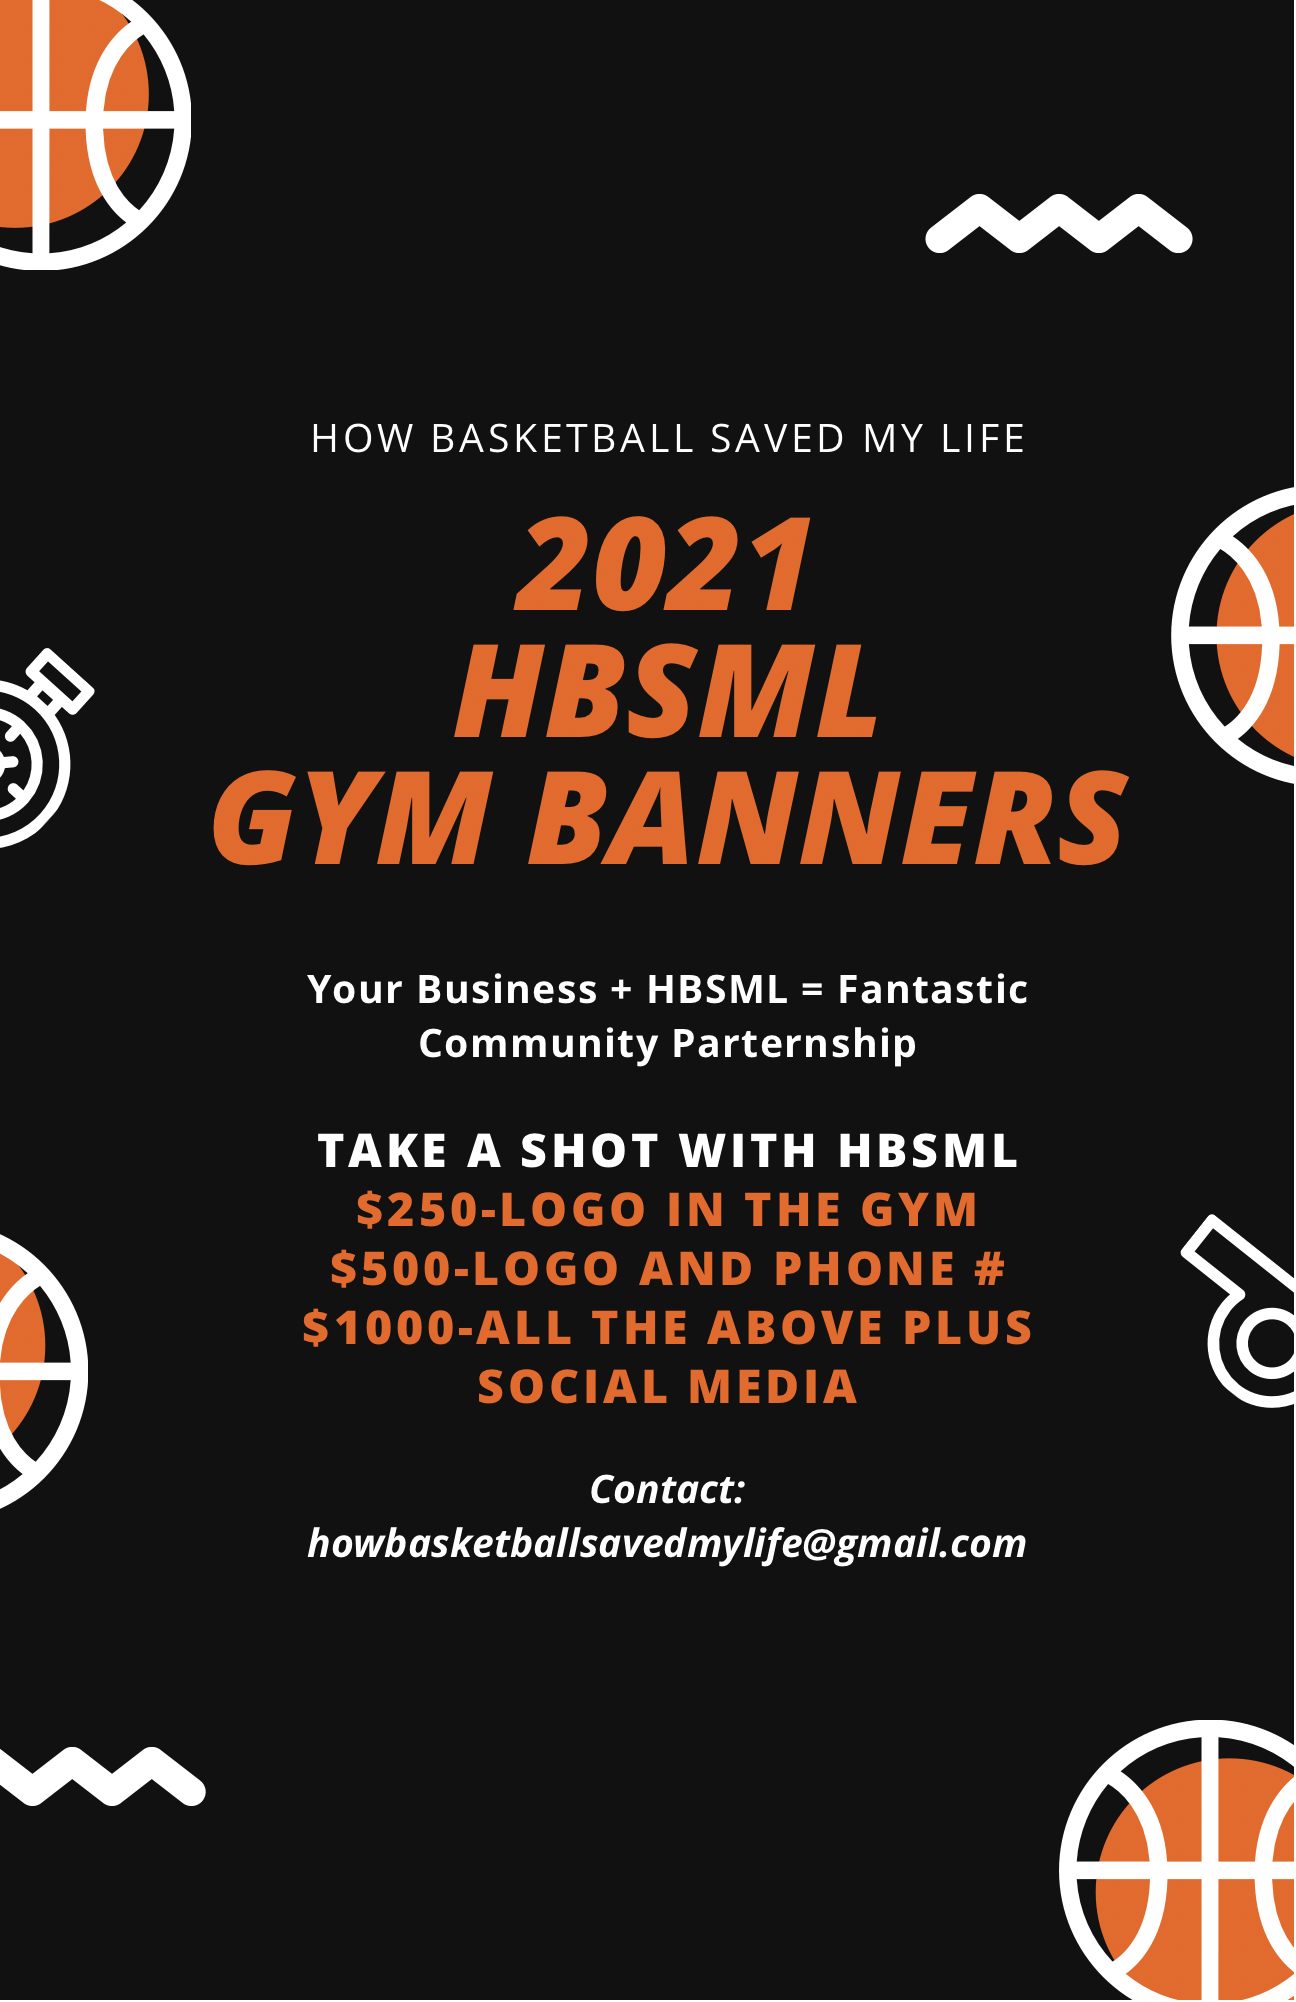 HOW BASKETBALL SAVED MY LIFE
2021
HBSML
GYM BANNERS
Your Business + HBSML = Fantastic
Community Parternship
TAKE A SHOT WITH HBSML
$250-LOGO IN THE GYM
$500-LOGO AND PHONE #
$1000-ALL THE ABOVE PLUS
SOCIAL MEDIA
Contact:
howbasketballsavedmylife@gmail.com